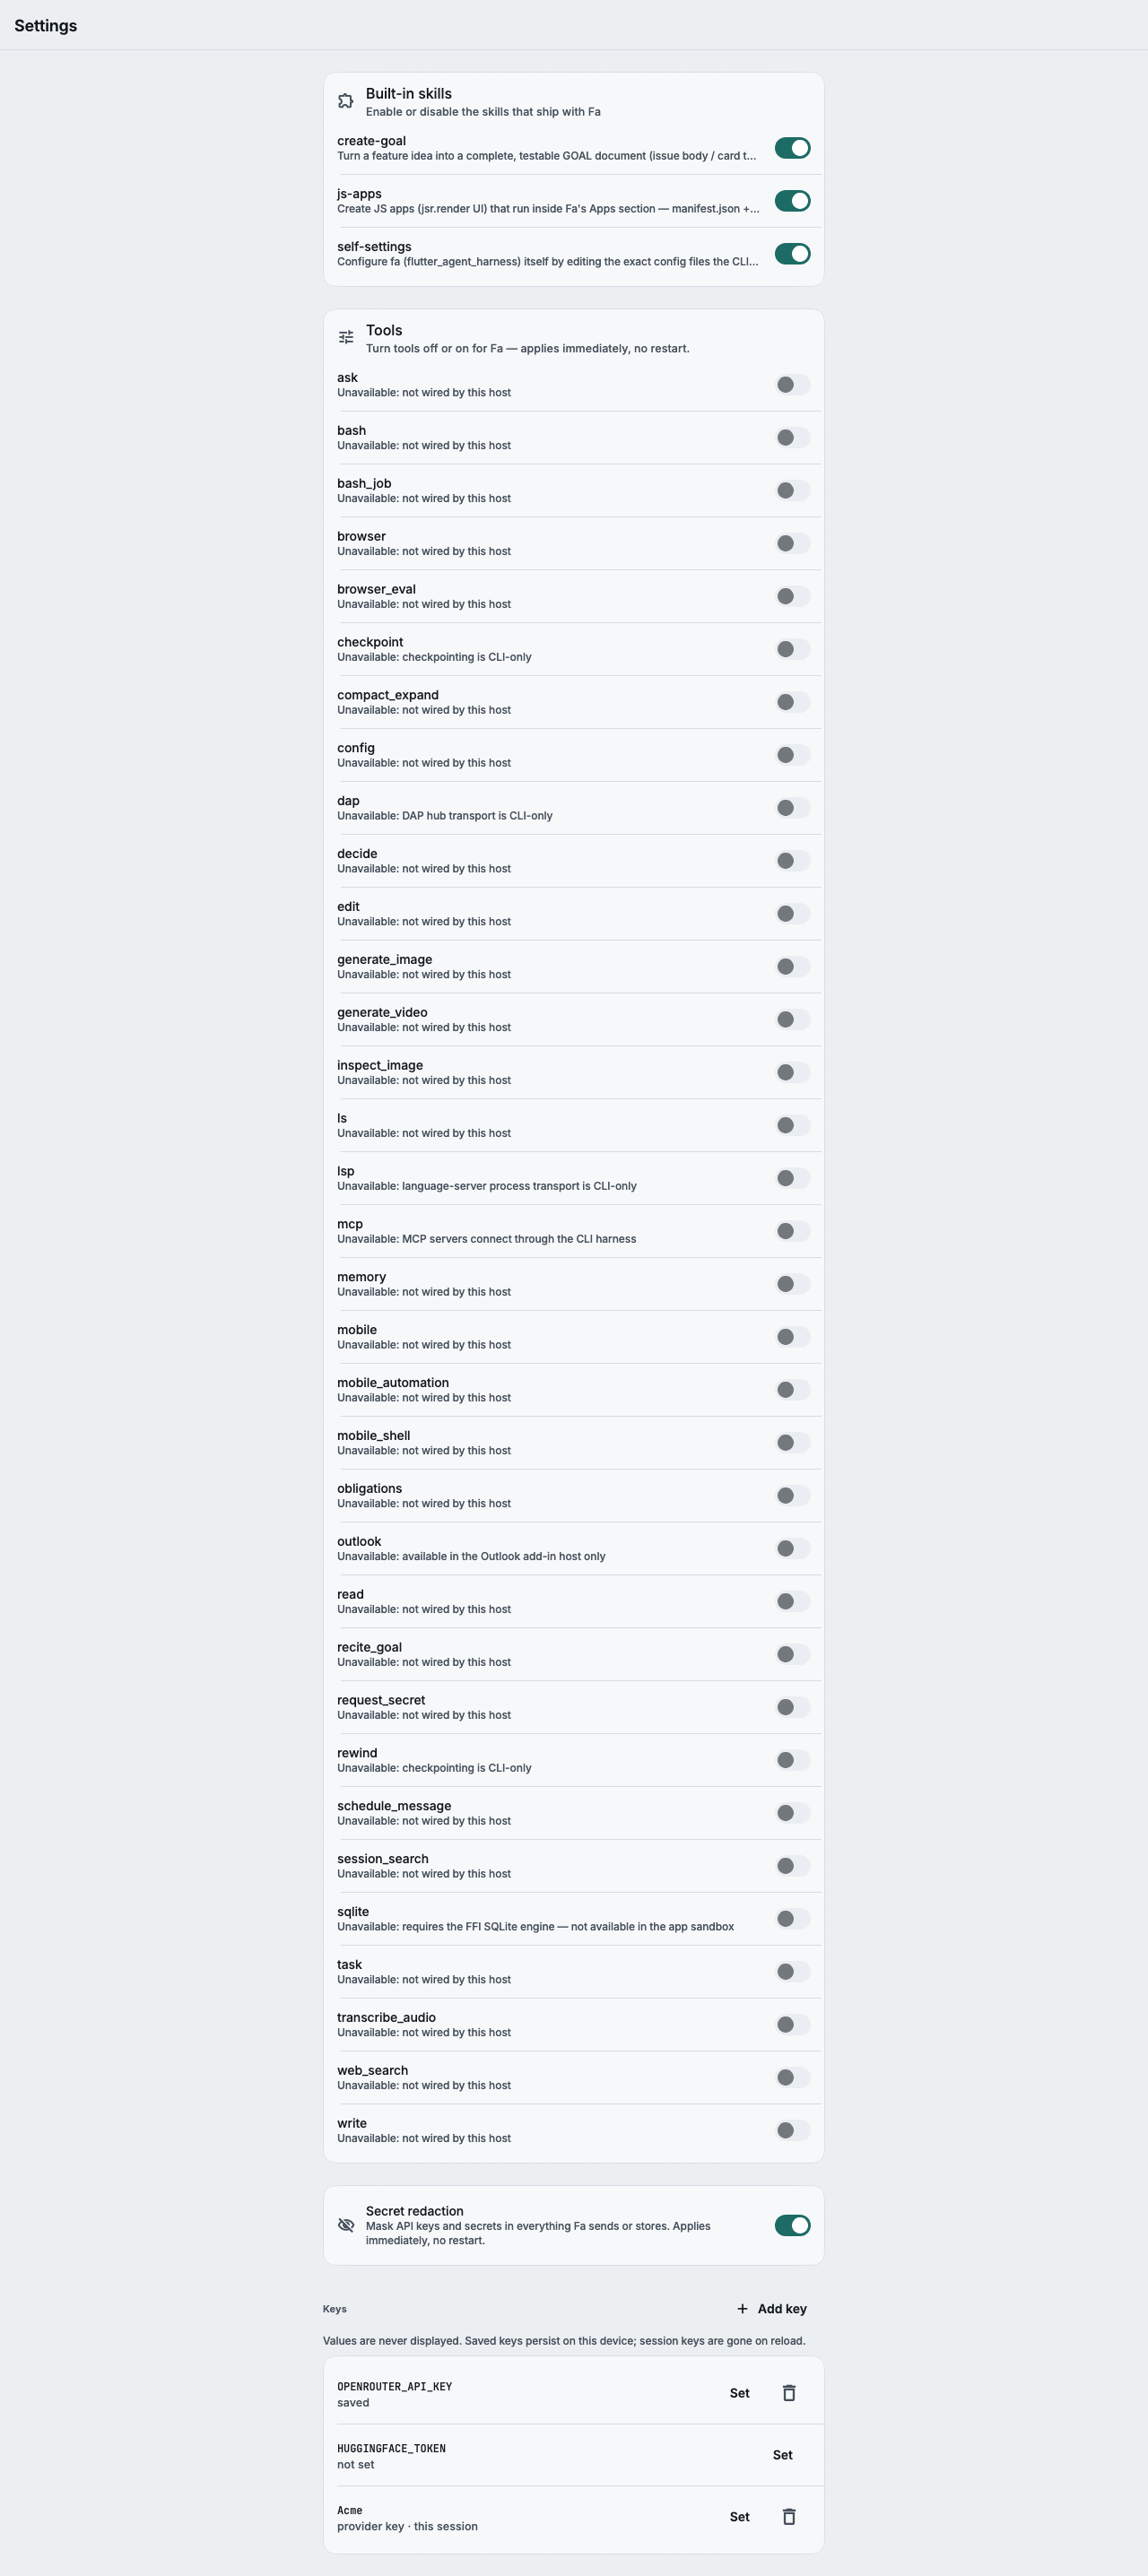 Settings
Built-in skills
Enable or disable the skills that ship with Fa
create-goal
Turn a feature idea into a complete, testable GOAL document (issue body / card t...
js-apps
Create JS apps (jsr.render UI) that run inside Fa's Apps section — manifest.json +...
self-settings
Configure fa (flutter_agent_harness) itself by editing the exact config files the CLI...
Tools
Turn tools off or on for Fa — applies immediately, no restart.
ask
Unavailable: not wired by this host
bash
Unavailable: not wired by this host
bash_job
Unavailable: not wired by this host
browser
Unavailable: not wired by this host
browser_eval
Unavailable: not wired by this host
checkpoint
Unavailable: checkpointing is CLI-only
compact_expand
Unavailable: not wired by this host
config
Unavailable: not wired by this host
dap
Unavailable: DAP hub transport is CLI-only
decide
Unavailable: not wired by this host
edit
Unavailable: not wired by this host
generate_image
Unavailable: not wired by this host
generate_video
Unavailable: not wired by this host
inspect_image
Unavailable: not wired by this host
ls
Unavailable: not wired by this host
lsp
Unavailable: language-server process transport is CLI-only
mcp
Unavailable: MCP servers connect through the CLI harness
memory
Unavailable: not wired by this host
mobile
Unavailable: not wired by this host
mobile_automation
Unavailable: not wired by this host
mobile_shell
Unavailable: not wired by this host
obligations
Unavailable: not wired by this host
outlook
Unavailable: available in the Outlook add-in host only
read
Unavailable: not wired by this host
recite_goal
Unavailable: not wired by this host
request_secret
Unavailable: not wired by this host
rewind
Unavailable: checkpointing is CLI-only
schedule_message
Unavailable: not wired by this host
session_search
Unavailable: not wired by this host
sqlite
Unavailable: requires the FFI SQLite engine — not available in the app sandbox
task
Unavailable: not wired by this host
transcribe_audio
Unavailable: not wired by this host
web_search
Unavailable: not wired by this host
write
Unavailable: not wired by this host
Secret redaction
Mask API keys and secrets in everything Fa sends or stores. Applies
immediately, no restart.
Keys
+ Add key
Values are never displayed. Saved keys persist on this device; session keys are gone on reload.
OPENROUTER_API_KEY
saved
Set
HUGGINGFACE_TOKEN
not set
Set
Acme
provider key · this session
Set